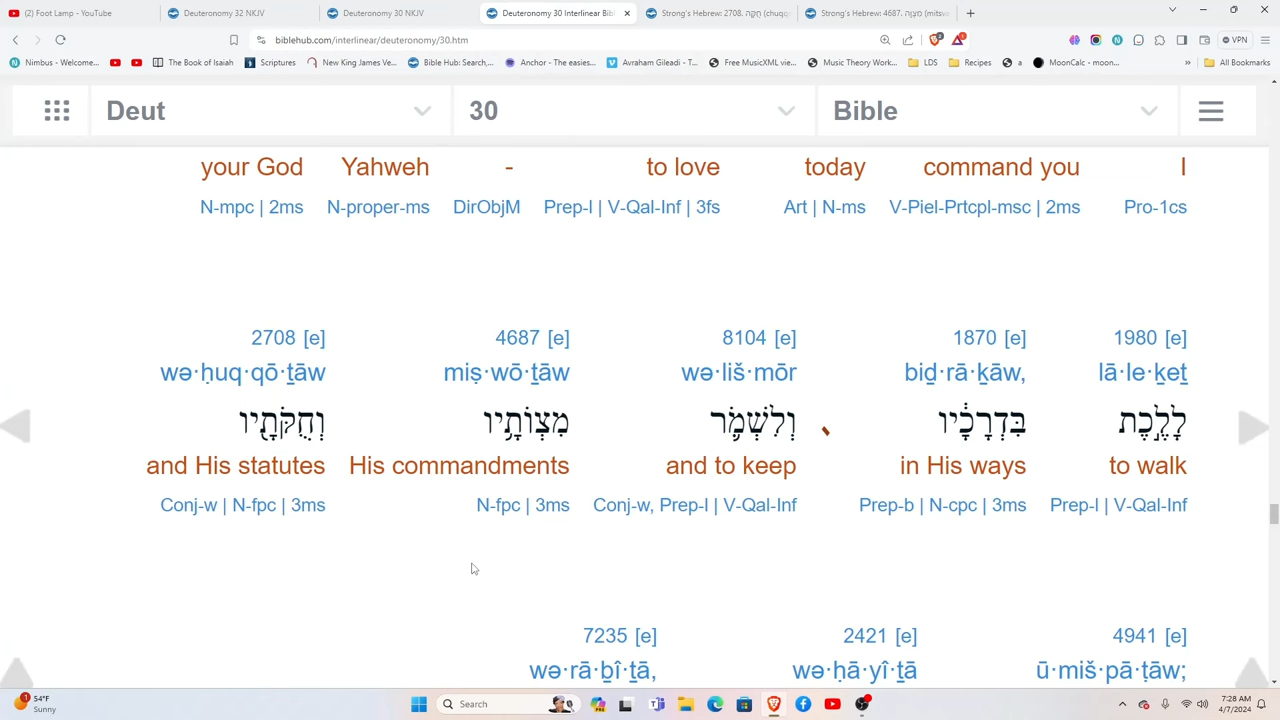 (2) Foot Lamp - YouTube
Deuteronomy 32 NKJV
Deuteronomy 30 NKJV
Deuteronomy 30 Interlinear Bib
Strong's Hebrew: 2708. חֻקָּה (chuqq
Strong's Hebrew: 4687. מִצְוָה (mitsv
biblehub.com/interlinear/deuteronomy/30.htm
VPN
Nimbus - Welcome...
The Book of Isaiah
Scriptures
New King James Ve...
Bible Hub: Search,...
Anchor - The easies...
Avraham Gileadi - T...
Free MusicXML vie...
Music Theory Work...
LDS
Recipes
a
MoonCalc - moon...
»
All Bookmarks
Deut 30 Bible
your God Yahweh - to love today command you I
N-mpc | 2ms N-proper-ms DirObjM Prep-l | V-Qal-Inf | 3fs Art | N-ms V-Piel-Prtcpl-msc | 2ms Pro-1cs
2708 [e] 4687 [e] 8104 [e] 1870 [e] 1980 [e]
wə·ḥuq·qō·ṯāw miṣ·wō·ṯāw wə·liš·mōr biḏ·rā·ḵāw, lā·le·ḵeṯ
לָלֶ֣כֶת בִּדְרָכָ֔יו ､ וְלִשְׁמֹ֛ר מִצְוֺתָ֥יו וְחֻקֹּתָ֖יו
and His statutes His commandments and to keep in His ways to walk
Conj-w | N-fpc | 3ms N-fpc | 3ms Conj-w, Prep-l | V-Qal-Inf Prep-b | N-cpc | 3ms Prep-l | V-Qal-Inf
7235 [e] 2421 [e] 4941 [e]
wə·rā·ḇî·ṯā, wə·ḥā·yî·ṯā ū·miš·pā·ṭāw;
54°F
Sunny
Search
7:28 AM
4/7/2024